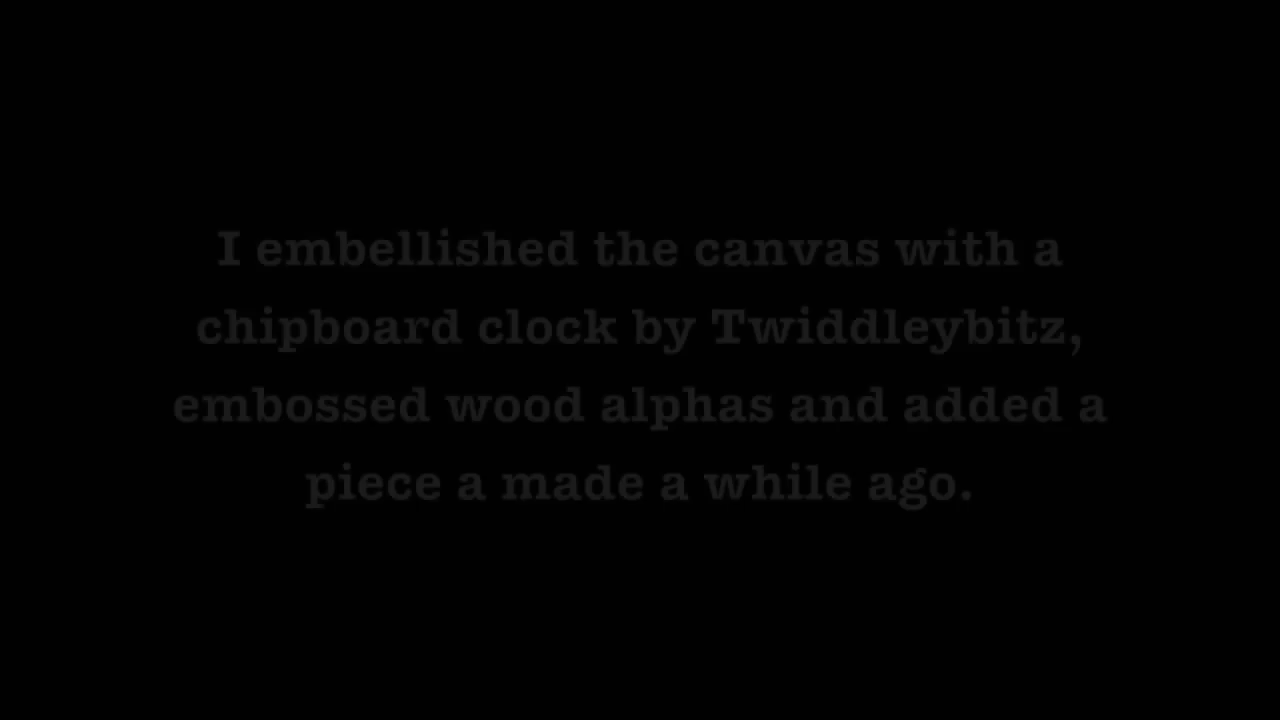 I embellished the canvas with a
chipboard clock by Twiddleybitz,
embossed wood alphas and added a
piece a made a while ago.